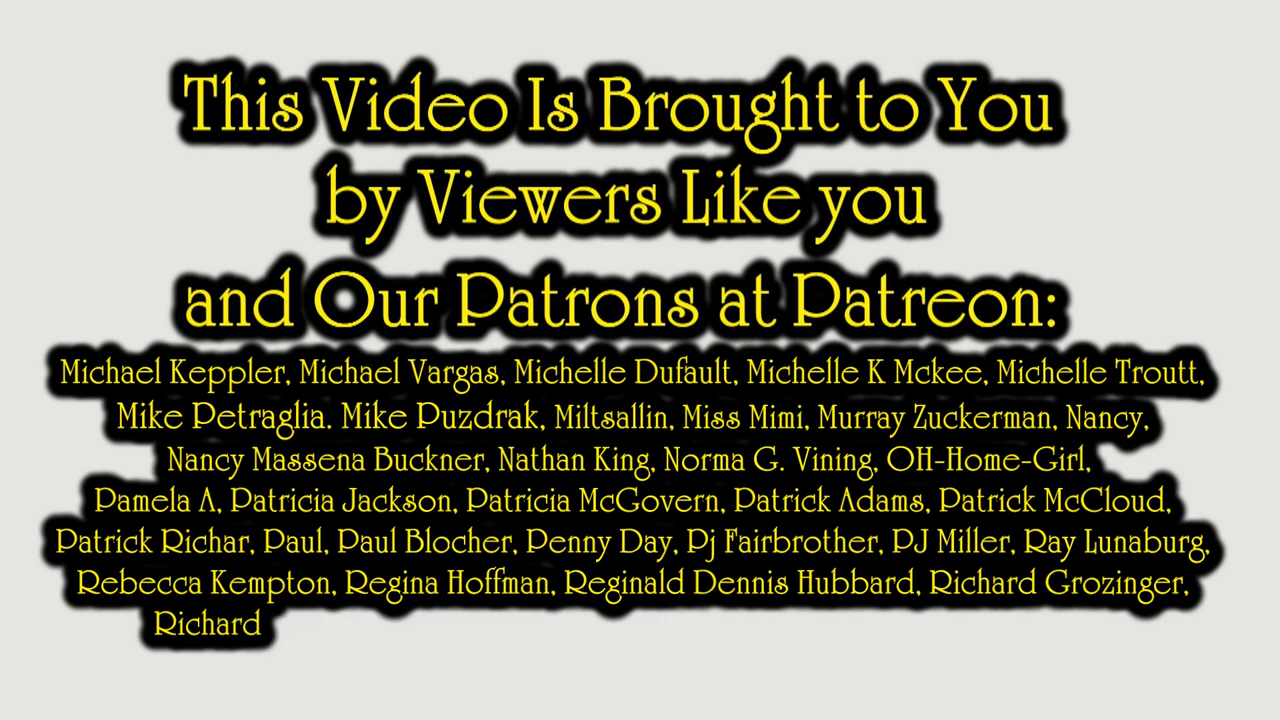 This Video Is Brought to You
by Viewers Like you
and Our Patrons at Patreon:
Michael Keppler, Michael Vargas, Michelle Dufault, Michelle K Mckee, Michelle Troutt,
Mike Petraglia. Mike Puzdrak, Miltsallin, Miss Mimi, Murray Zuckerman, Nancy,
Nancy Massena Buckner, Nathan King, Norma G. Vining, OH-Home-Girl,
Pamela A, Patricia Jackson, Patricia McGovern, Patrick Adams, Patrick McCloud,
Patrick Richar, Paul, Paul Blocher, Penny Day, Pj Fairbrother, PJ Miller, Ray Lunaburg,
Rebecca Kempton, Regina Hoffman, Reginald Dennis Hubbard, Richard Grozinger,
Richard